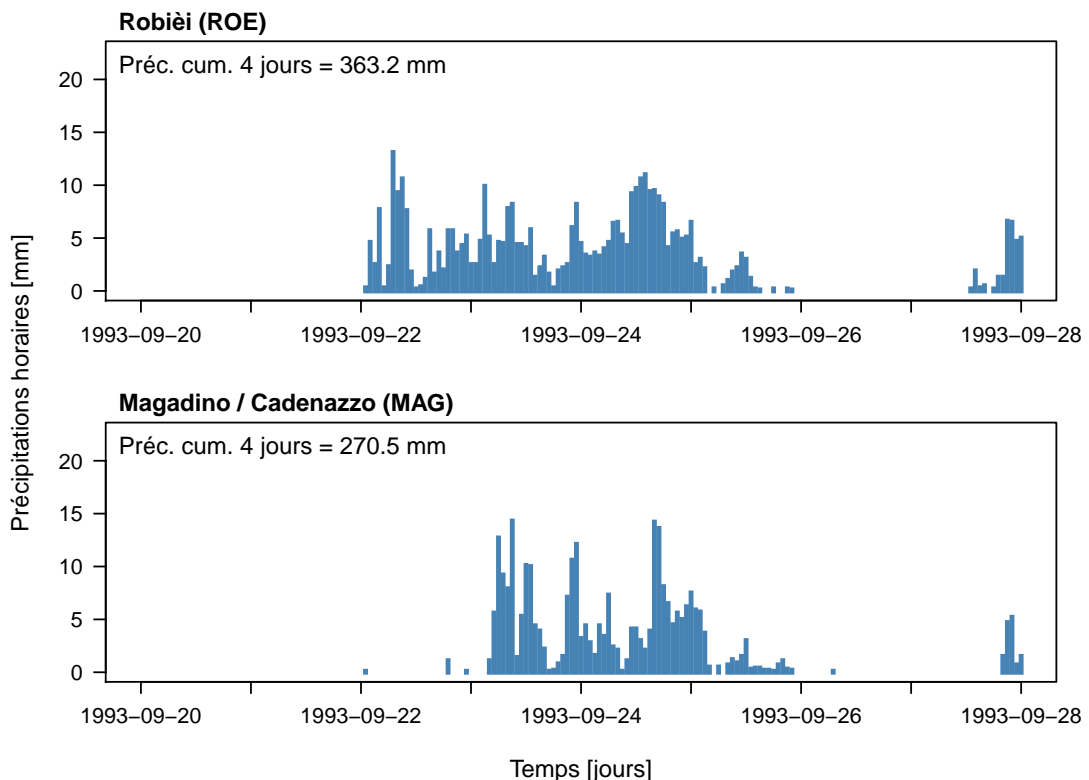 Robièi (ROE)
Préc. cum. 4 jours = 363.2 mm
20
15
10
5
0
1993−09−20 1993−09−22 1993−09−24 1993−09−26 1993−09−28
Précipitations horaires [mm]
Magadino / Cadenazzo (MAG)
Préc. cum. 4 jours = 270.5 mm
20
15
10
5
0
1993−09−20 1993−09−22 1993−09−24 1993−09−26 1993−09−28
Temps [jours]